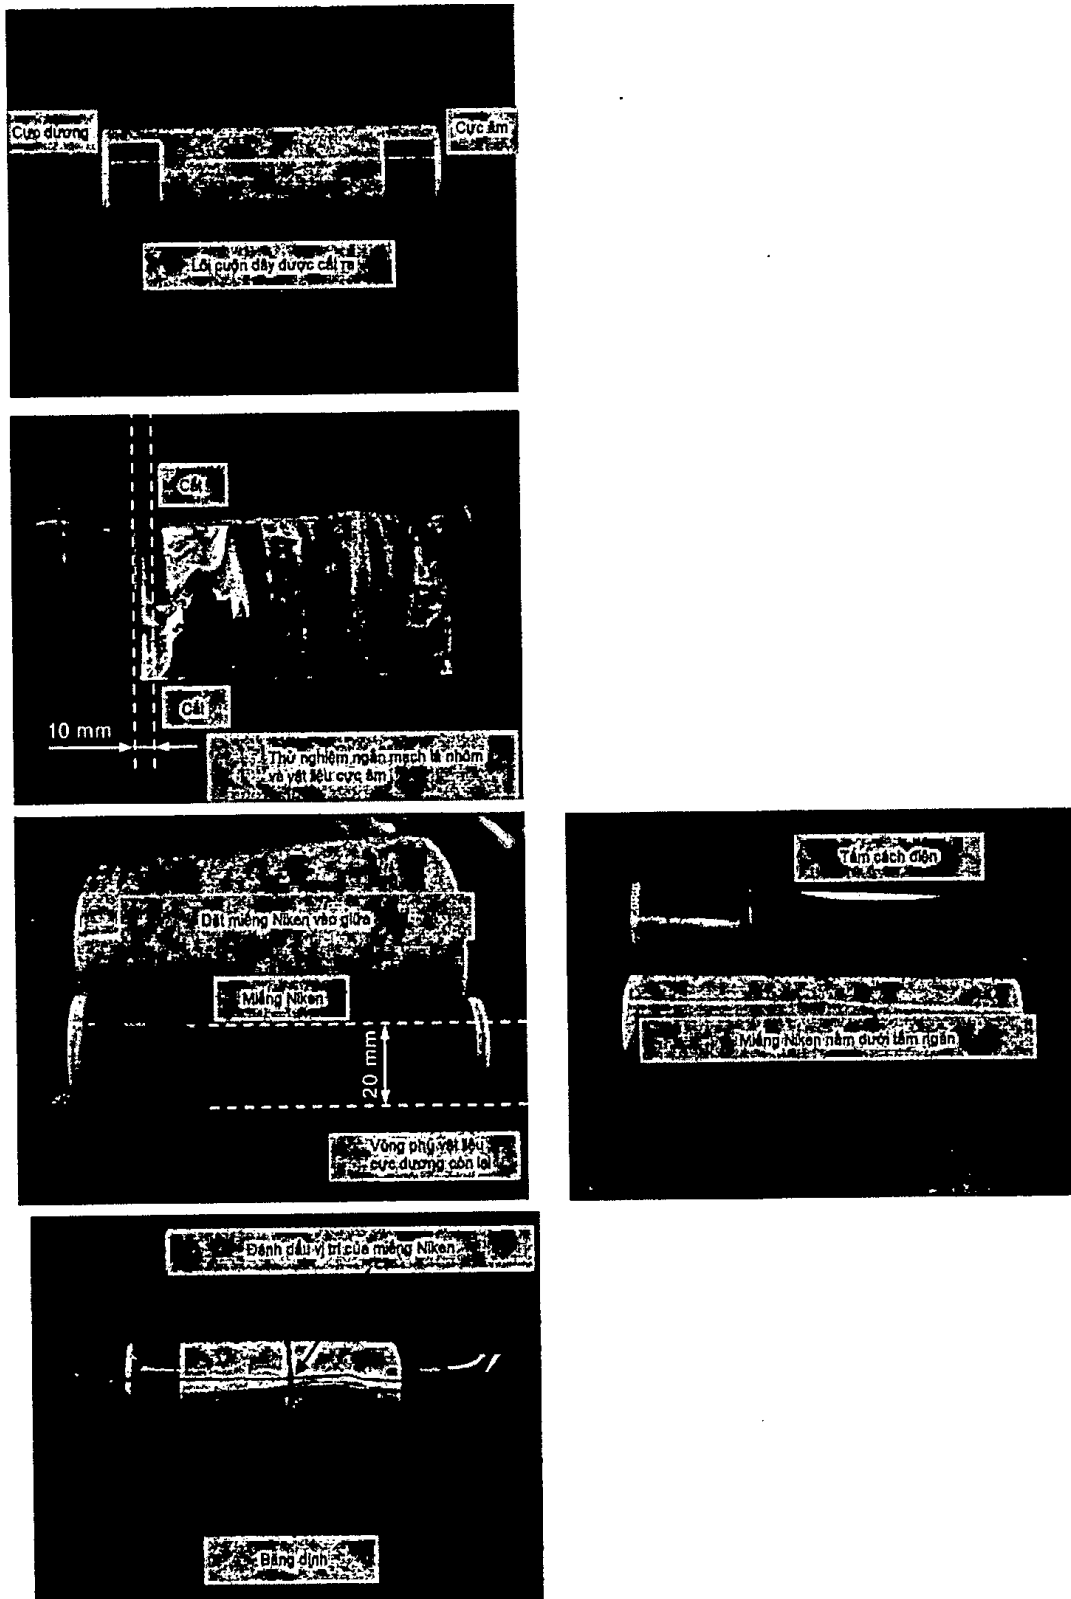 Cực dương
Cực âm
Lõi cuộn dây được cắt ra
Cắt
Cắt
10 mm
Thử nghiệm ngắn mạch lá nhôm
và vật liệu cực âm
Đặt miếng Niken vào giữa
Miếng Niken
20 mm
Vùng phủ vật liệu
cực dương còn lại
Tấm cách điện
Miếng Niken nằm dưới tấm ngăn
Đánh dấu vị trí của miếng Niken
Băng dính